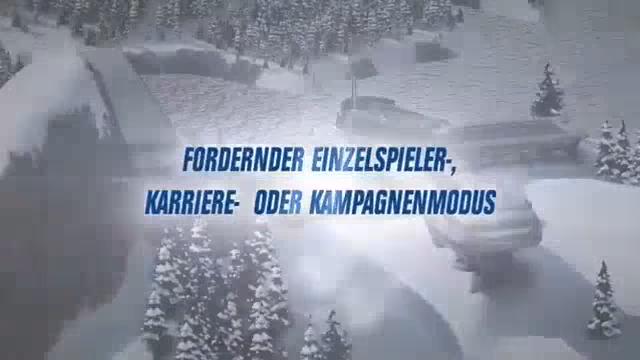 FORDERNDER EINZELSPIELER-,
KARRIERE- ODER KAMPAGNENMODUS